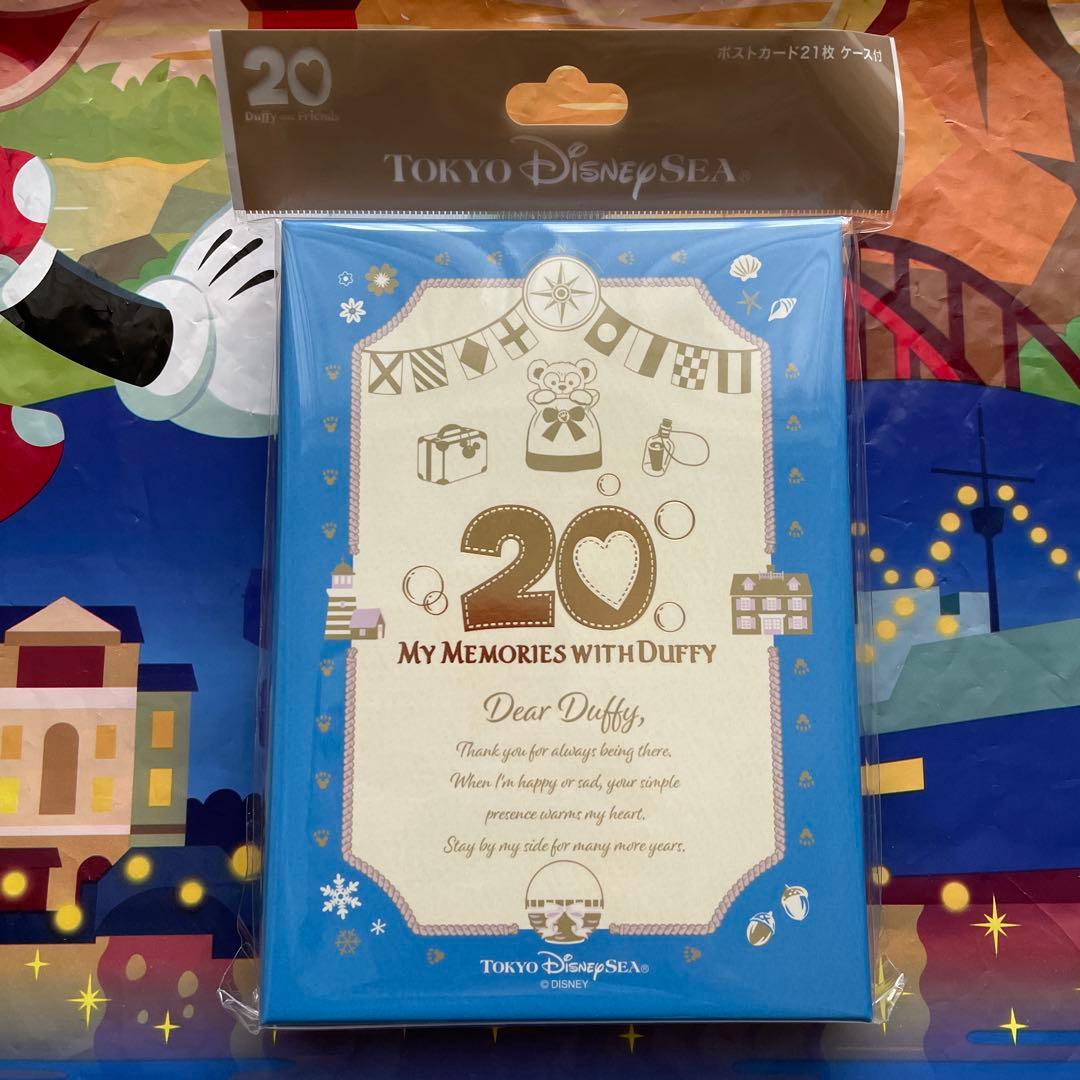 20
Duffy and Friends
ポストカード21枚 ケース付
TOKYO DISNEYSEA®
N
20
MY MEMORIES WITH DUFFY
Dear Duffy,
Thank you for always being there.
When I'm happy or sad, your simple
presence warms my heart.
Stay by my side for many more years.
TOKYO DISNEYSEA®
© DISNEY